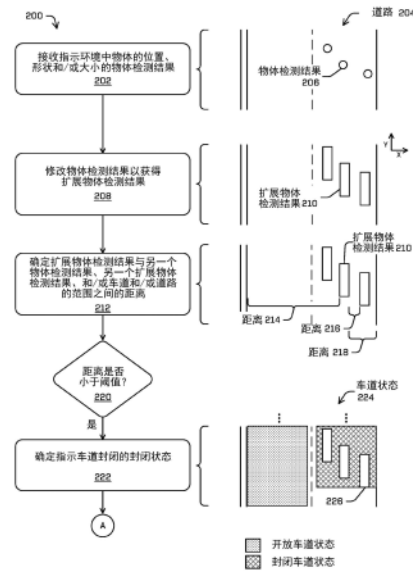 200
道路 204
接收指示环境中物体的位置、
形状和/或大小的物体检测结果
202
物体检测结果
206
修改物体检测结果以获得
扩展物体检测结果
208
Y
X
扩展物体
检测结果210
确定扩展物体检测结果与另一个
物体检测结果、另一个扩展物体
检测结果、和/或车道和/或道路
的范围之间的距离
212
扩展物体
检测结果 210
距离 214
距离 216
距离 218
距离是否
小于阈值?
220
是
车道状态
224
确定指示车道封闭的封闭状态
222
226
A
开放车道状态
封闭车道状态